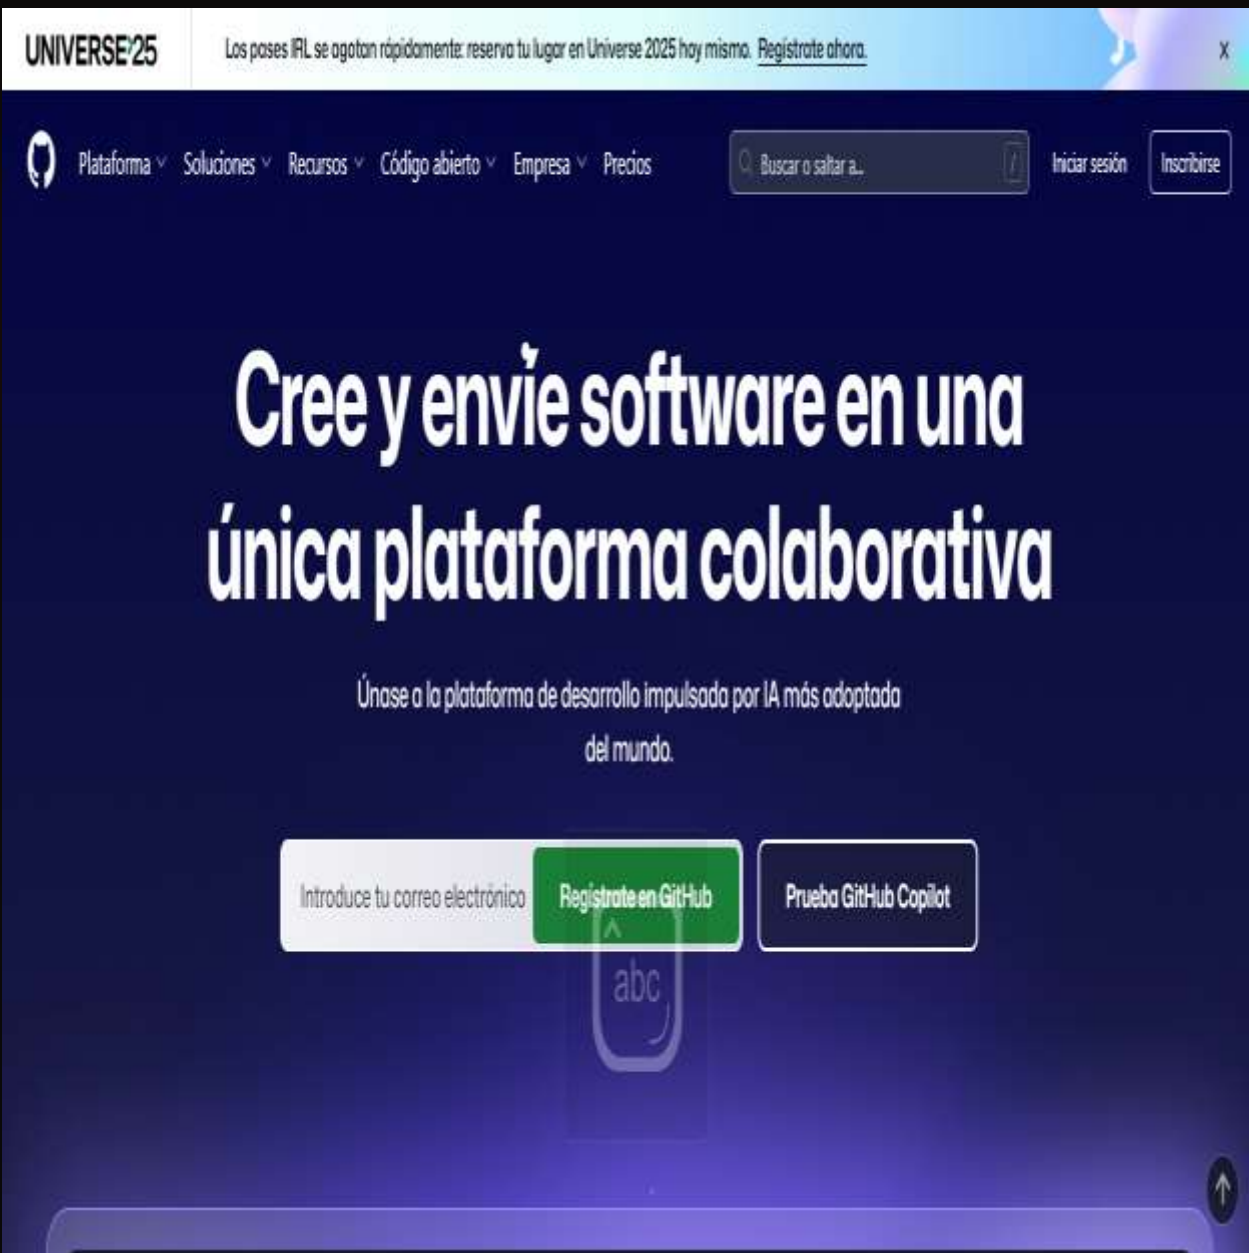 UNIVERSE'25
Los pases IRL se agotan rápidamente: reserva tu lugar en Universe 2025 hoy mismo. Regístrate ahora.
X
Plataforma Soluciones Recursos Código abierto Empresa Precios
Buscar o saltar a...
/
Iniciar sesión
Inscribirse
Cree y envíe software en una
única plataforma colaborativa
Únase a la plataforma de desarrollo impulsada por IA más adoptada
del mundo.
Introduce tu correo electrónico
Regístrate en GitHub
Prueba GitHub Copilot
abc